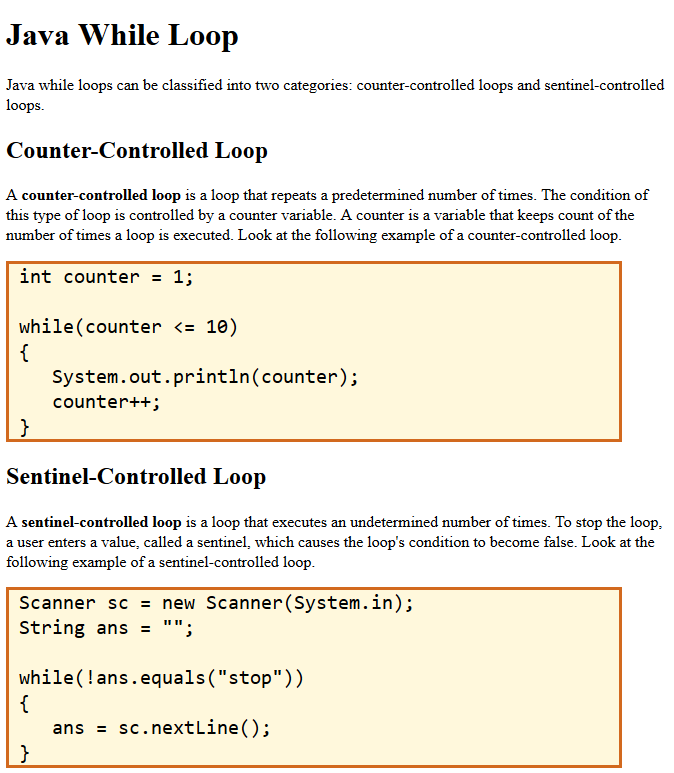 Java While Loop
Java while loops can be classified into two categories: counter-controlled loops and sentinel-controlled
loops.
Counter-Controlled Loop
A counter-controlled loop is a loop that repeats a predetermined number of times. The condition of
this type of loop is controlled by a counter variable. A counter is a variable that keeps count of the
number of times a loop is executed. Look at the following example of a counter-controlled loop.
int counter = 1;
while(counter <= 10)
{
   System.out.println(counter);
   counter++;
}
Sentinel-Controlled Loop
A sentinel-controlled loop is a loop that executes an undetermined number of times. To stop the loop,
a user enters a value, called a sentinel, which causes the loop's condition to become false. Look at the
following example of a sentinel-controlled loop.
Scanner sc = new Scanner(System.in);
String ans = "";
while(!ans.equals("stop"))
{
   ans = sc.nextLine();
}